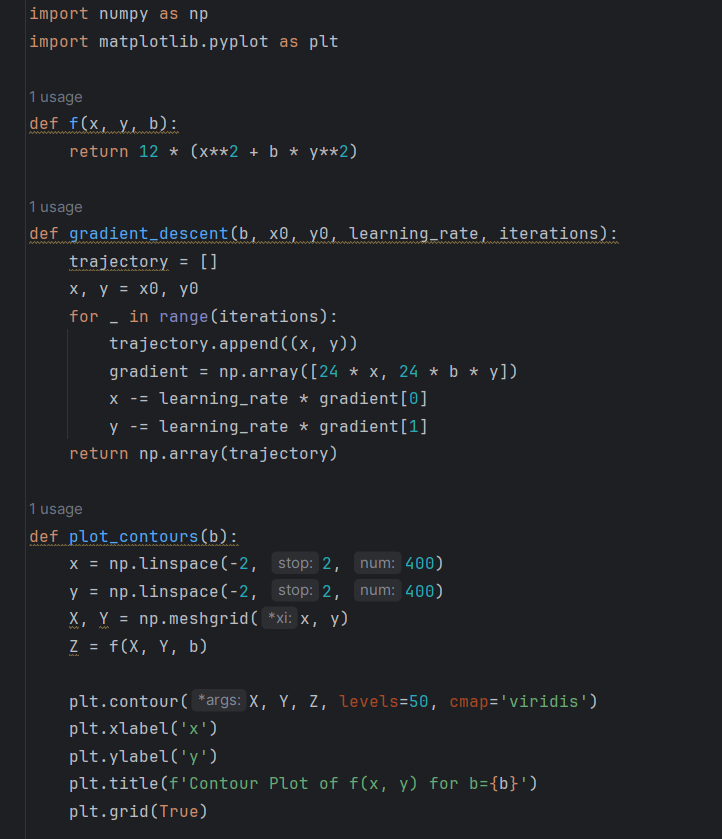 import numpy as np
import matplotlib.pyplot as plt
1 usage
def f(x, y, b):
    return 12 * (x**2 + b * y**2)
1 usage
def gradient_descent(b, x0, y0, learning_rate, iterations):
    trajectory = []
    x, y = x0, y0
    for _ in range(iterations):
        trajectory.append((x, y))
        gradient = np.array([24 * x, 24 * b * y])
        x -= learning_rate * gradient[0]
        y -= learning_rate * gradient[1]
    return np.array(trajectory)
1 usage
def plot_contours(b):
    x = np.linspace(-2, stop: 2, num: 400)
    y = np.linspace(-2, stop: 2, num: 400)
    X, Y = np.meshgrid( *xi: x, y)
    Z = f(X, Y, b)
    plt.contour( *args: X, Y, Z, levels=50, cmap='viridis')
    plt.xlabel('x')
    plt.ylabel('y')
    plt.title(f'Contour Plot of f(x, y) for b={b}')
    plt.grid(True)